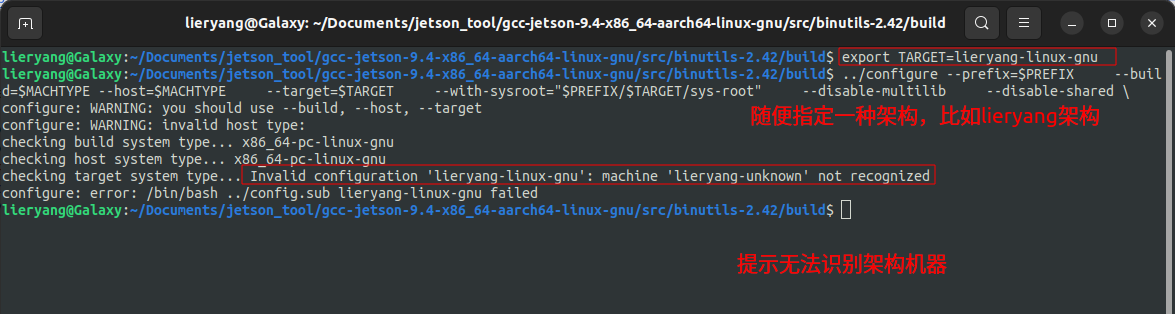 lieryang@Galaxy: ~/Documents/jetson_tool/gcc-jetson-9.4-x86_64-aarch64-linux-gnu/src/binutils-2.42/build
lieryang@Galaxy:~/Documents/jetson_tool/gcc-jetson-9.4-x86_64-aarch64-linux-gnu/src/binutils-2.42/build$ export TARGET=lieryang-linux-gnu
lieryang@Galaxy:~/Documents/jetson_tool/gcc-jetson-9.4-x86_64-aarch64-linux-gnu/src/binutils-2.42/build$ ../configure --prefix=$PREFIX     --buil
d=$MACHTYPE --host=$MACHTYPE     --target=$TARGET     --with-sysroot="$PREFIX/$TARGET/sys-root"     --disable-multilib     --disable-shared \
configure: WARNING: you should use --build, --host, --target
随便指定一种架构，比如lieryang架构
configure: WARNING: invalid host type:
checking build system type... x86_64-pc-linux-gnu
checking host system type... x86_64-pc-linux-gnu
checking target system type... Invalid configuration 'lieryang-linux-gnu': machine 'lieryang-unknown' not recognized
configure: error: /bin/bash ../config.sub lieryang-linux-gnu failed
lieryang@Galaxy:~/Documents/jetson_tool/gcc-jetson-9.4-x86_64-aarch64-linux-gnu/src/binutils-2.42/build$
提示无法识别架构机器